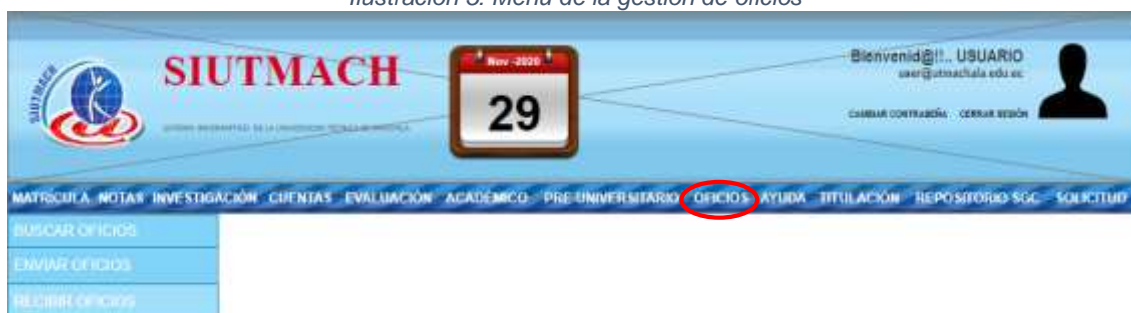 Ilustración 3. Menú de la gestión de oficios
SIUTMACH
SIUTMACH
Nov -2020
29
Bienvenid@!!.. USUARIO
user@utmachala.edu.ec
CAMBIAR CONTRASEÑA CERRAR SESIÓN
MATRICULA NOTAS INVESTIGACIÓN CUENTAS EVALUACIÓN ACADÉMICO PRE UNIVERSITARIO OFICIOS AYUDA TITULACIÓN REPOSITORIO SGC SOLICITUD
BUSCAR OFICIOS
ENVIAR OFICIOS
RECIBIR OFICIOS